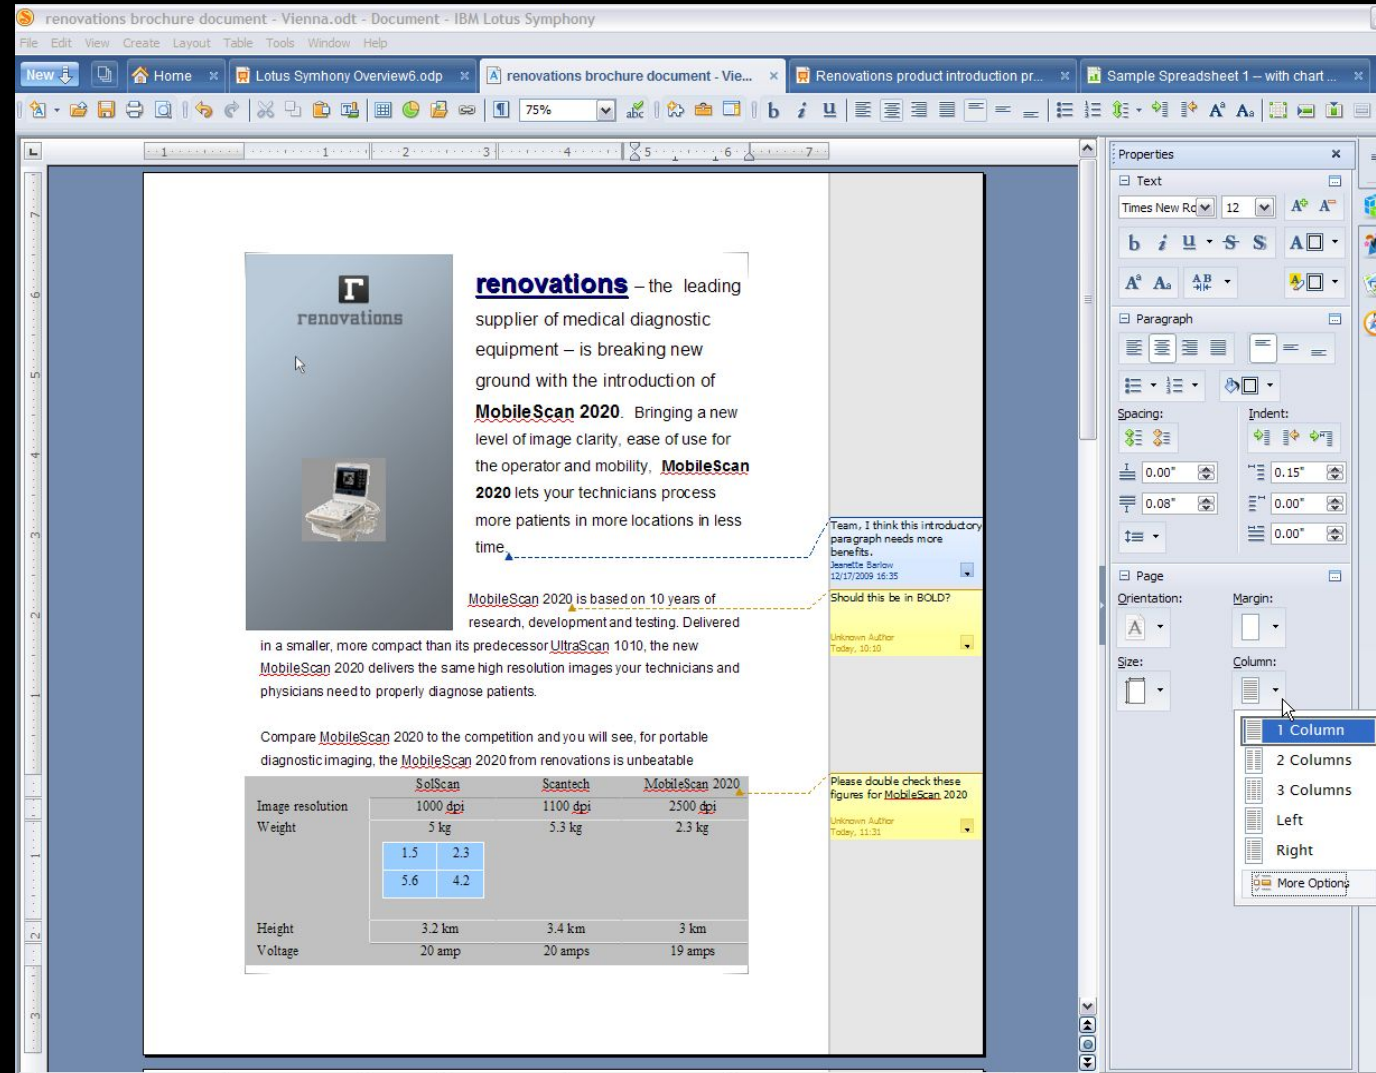 renovations brochure document - Vienna.odt - Document - IBM Lotus Symphony
File Edit View Create Layout Table Tools Window Help
New Home Lotus Symhony Overview6.odp renovations brochure document - Vie... Renovations product introduction pr... Sample Spreadsheet 1 -- with chart ...
75%
Properties
Text
Times New Ro 12
renovations
renovations – the leading
supplier of medical diagnostic
equipment – is breaking new
ground with the introduction of
MobileScan 2020. Bringing a new
level of image clarity, ease of use for
the operator and mobility, MobileScan
2020 lets your technicians process
more patients in more locations in less
time.
MobileScan 2020 is based on 10 years of
research, development and testing. Delivered
in a smaller, more compact than its predecessor UltraScan 1010, the new
MobileScan 2020 delivers the same high resolution images your technicians and
physicians need to properly diagnose patients.
Compare MobileScan 2020 to the competition and you will see, for portable
diagnostic imaging, the MobileScan 2020 from renovations is unbeatable
SolScan Scantech MobileScan 2020
Image resolution 1000 dpi 1100 dpi 2500 dpi
Weight 5 kg 5.3 kg 2.3 kg
1.5 2.3
5.6 4.2
Height 3.2 km 3.4 km 3 km
Voltage 20 amp 20 amps 19 amps
Team, I think this introductory
paragraph needs more
benefits.
Jeanette Barlow
12/17/2009 16:35
Should this be in BOLD?
Unknown Author
Today, 10:10
Please double check these
figures for MobileScan 2020
Unknown Author
Today, 11:31
Paragraph
Spacing: Indent:
0.00" 0.15"
0.08" 0.00"
0.00"
Page
Orientation: Margin:
Size: Column:
1 Column
2 Columns
3 Columns
Left
Right
More Options